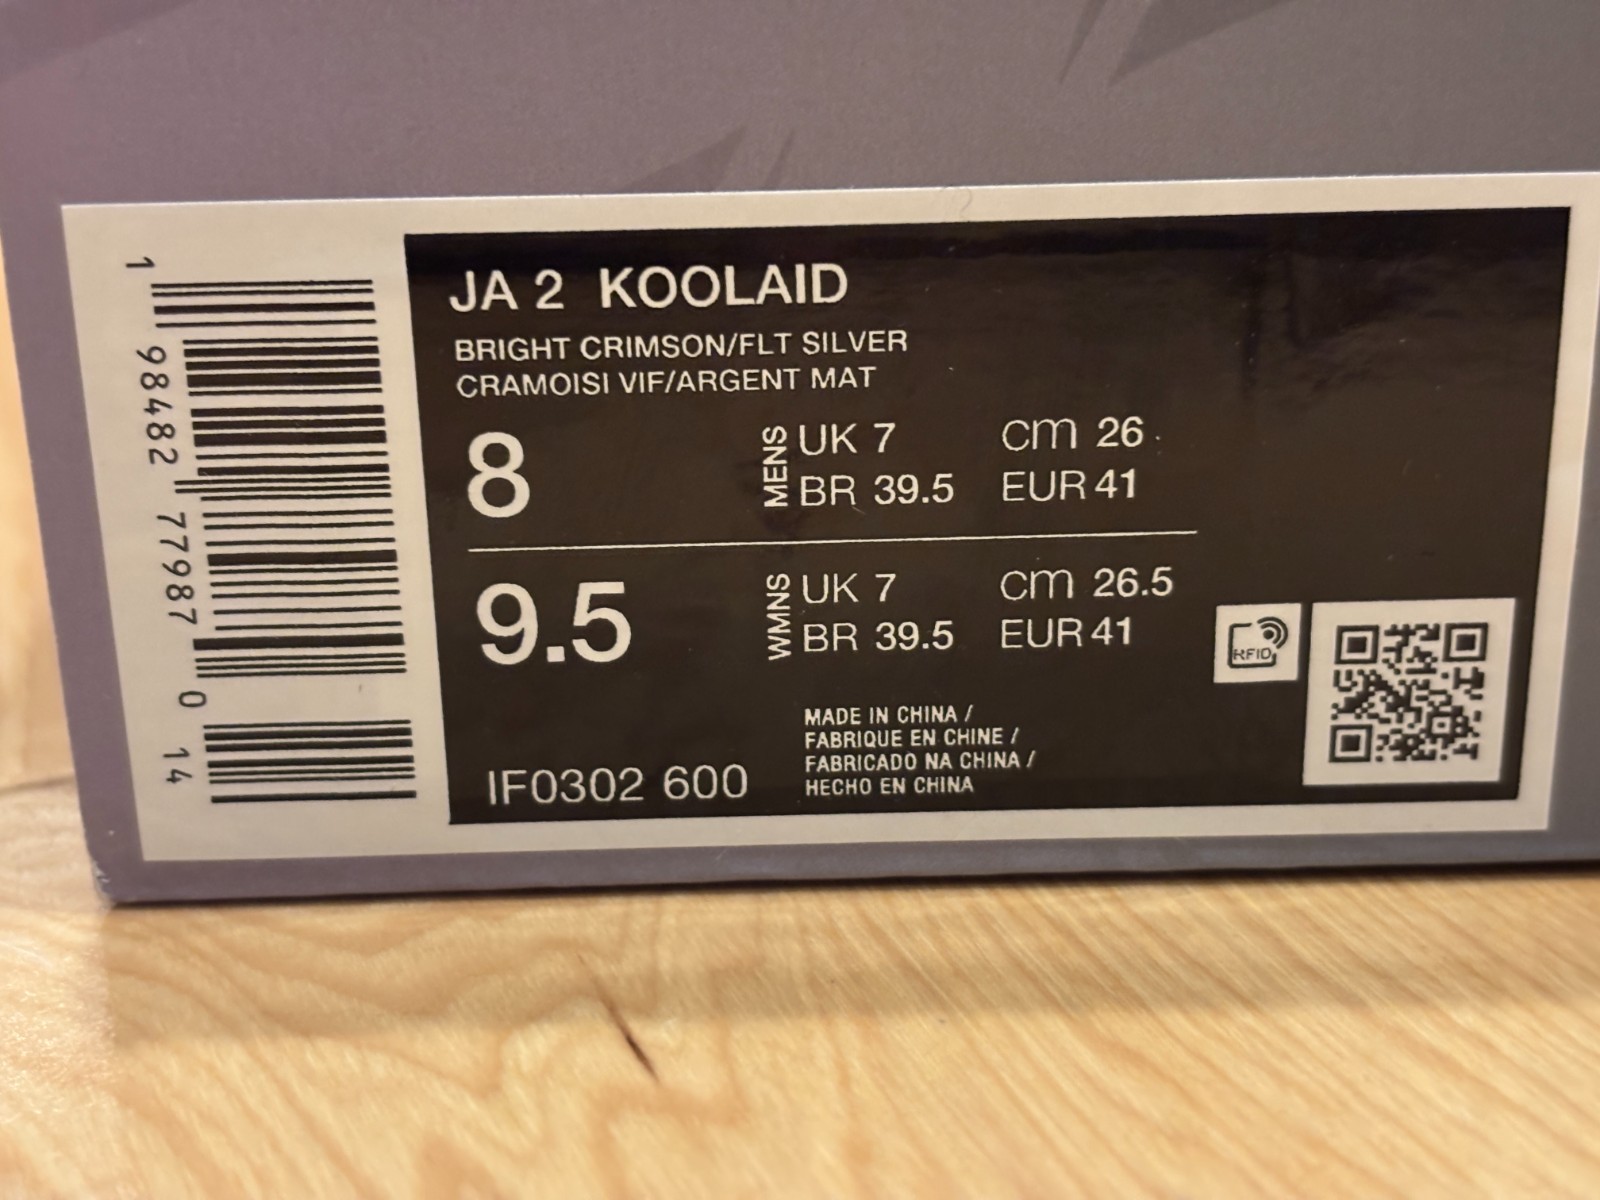 JA 2 KOOLAID
BRIGHT CRIMSON/FLT SILVER
CRAMOISI VIF/ARGENT MAT
8 MENS UK 7 cm 26
BR 39.5 EUR 41
9.5 WMNS UK 7 cm 26.5
BR 39.5 EUR 41
RFID
MADE IN CHINA /
FABRIQUE EN CHINE /
FABRICADO NA CHINA /
HECHO EN CHINA
IF0302 600
1 98482 77987 0 14